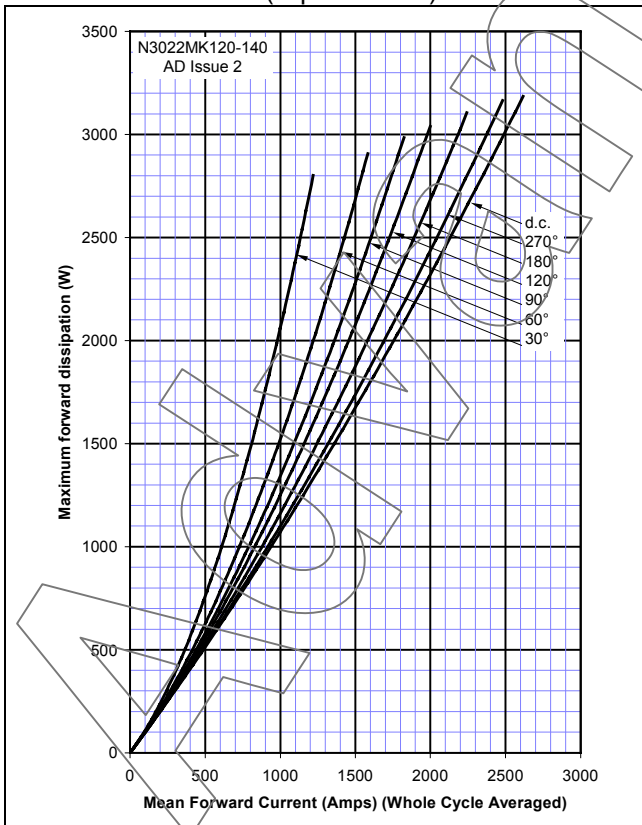 3500
N3022MK120-140
AD Issue 2
3000
2500
2000
1500
1000
500
0
Maximum forward dissipation (W)
d.c.
270°
180°
120°
90°
60°
30°
0 500 1000 1500 2000 2500 3000
Mean Forward Current (Amps) (Whole Cycle Averaged)